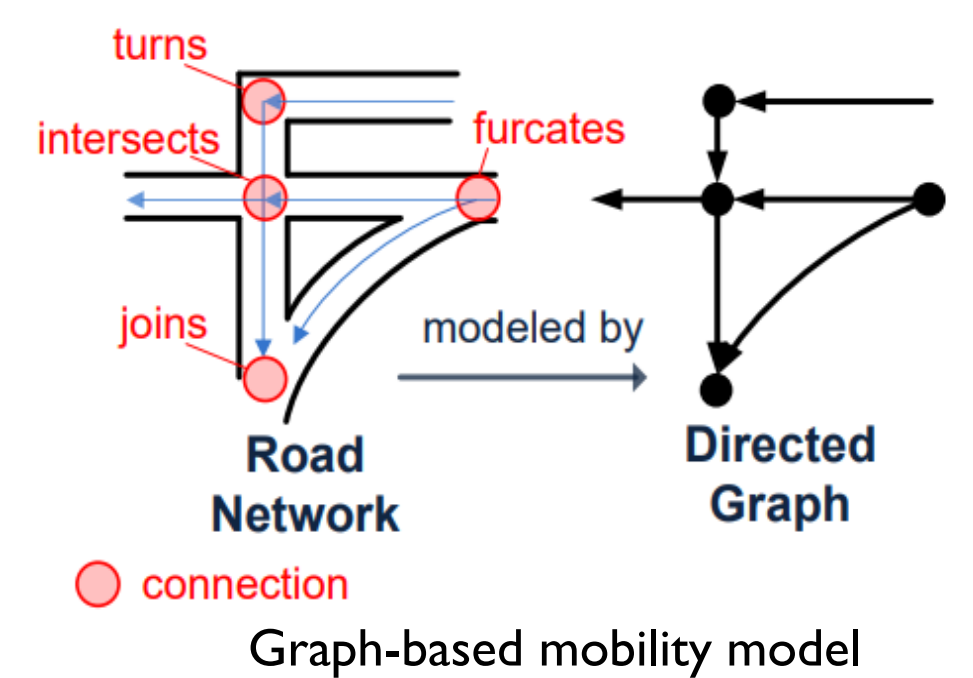 turns
intersects
furcates
joins
modeled by
Road
Network
Directed
Graph
connection
Graph-based mobility model